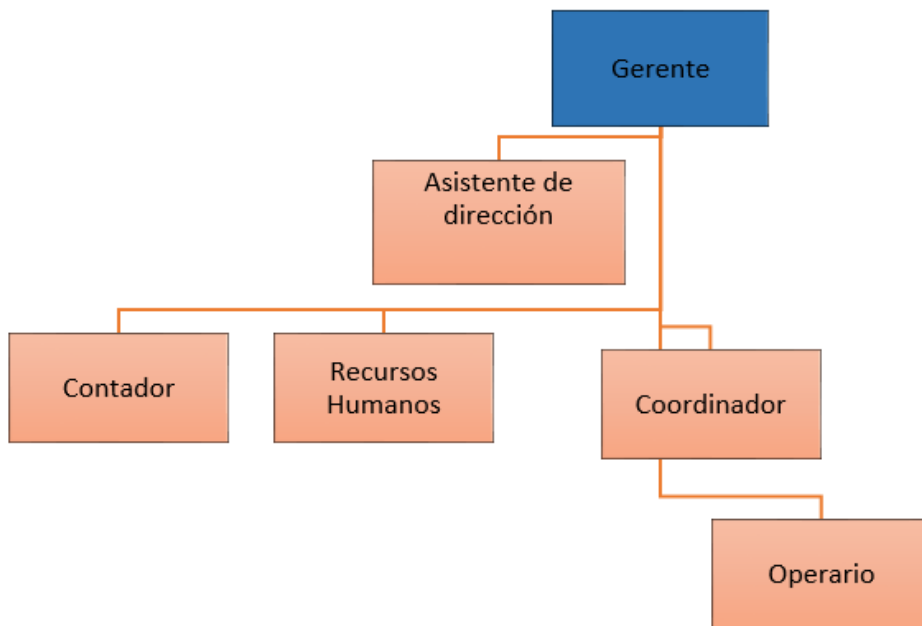 Gerente
Asistente de
dirección
Contador
Recursos
Humanos
Coordinador
Operario